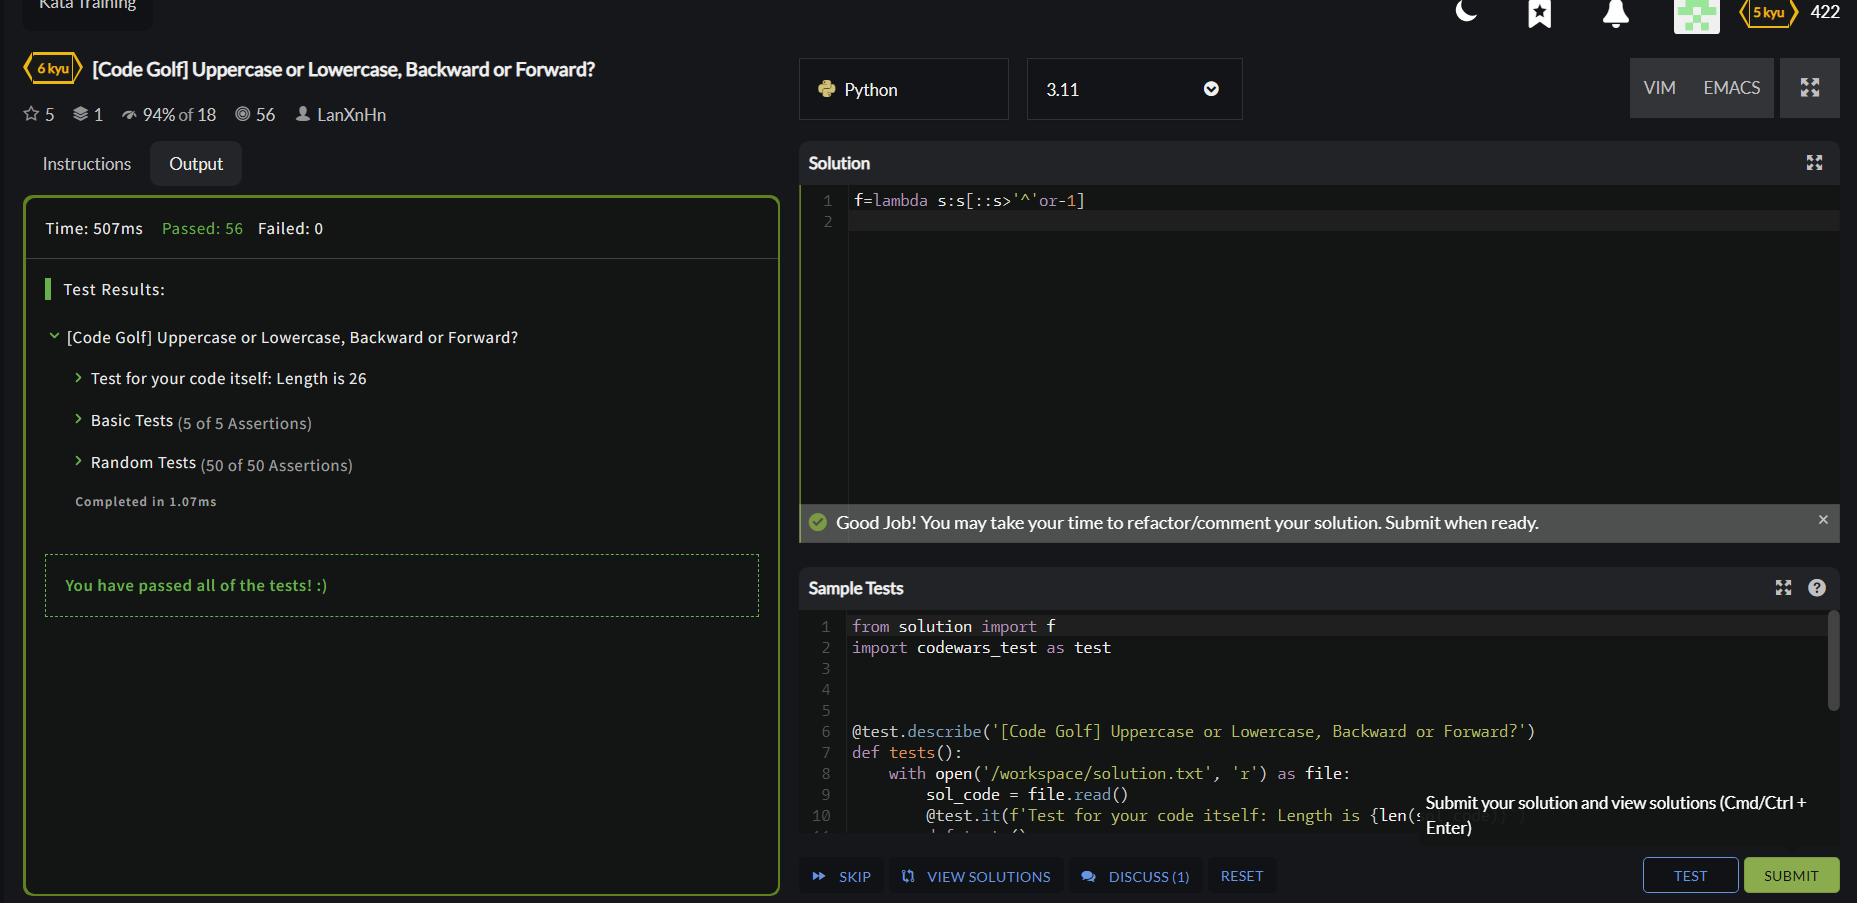 Kata Training
5 kyu 422
6 kyu [Code Golf] Uppercase or Lowercase, Backward or Forward?
5 1 94% of 18 56 LanXnHn
Instructions Output
Time: 507ms Passed: 56 Failed: 0
Test Results:
[Code Golf] Uppercase or Lowercase, Backward or Forward?
Test for your code itself: Length is 26
Basic Tests (5 of 5 Assertions)
Random Tests (50 of 50 Assertions)
Completed in 1.07ms
You have passed all of the tests! :)
Python 3.11 VIM EMACS
Solution
1 f=lambda s:s[::s>'^'or-1]
2
Good Job! You may take your time to refactor/comment your solution. Submit when ready.
Sample Tests
1 from solution import f
2 import codewars_test as test
3
4
5
6 @test.describe('[Code Golf] Uppercase or Lowercase, Backward or Forward?')
7 def tests():
8 with open('/workspace/solution.txt', 'r') as file:
9 sol_code = file.read()
10 @test.it(f'Test for your code itself: Length is {len(s
Submit your solution and view solutions (Cmd/Ctrl +
Enter)
SKIP VIEW SOLUTIONS DISCUSS (1) RESET TEST SUBMIT